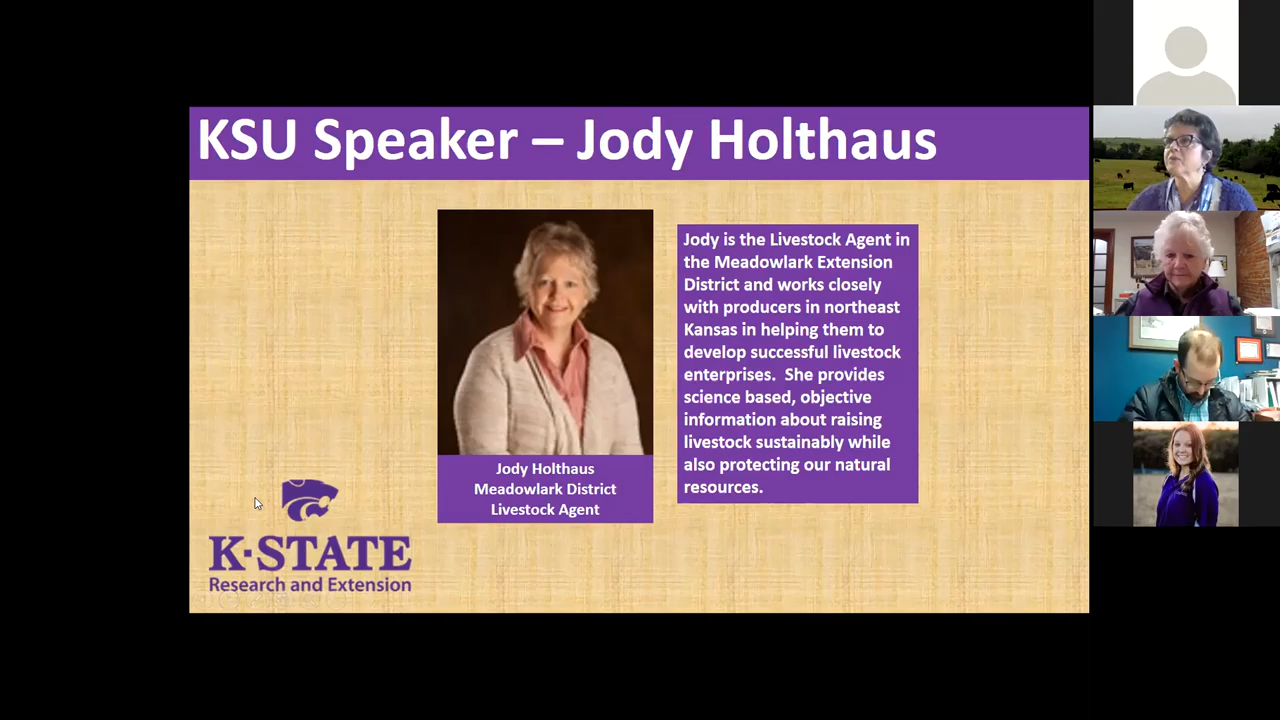 KSU Speaker – Jody Holthaus
Jody is the Livestock Agent in
the Meadowlark Extension
District and works closely
with producers in northeast
Kansas in helping them to
develop successful livestock
enterprises.  She provides
science based, objective
information about raising
livestock sustainably while
also protecting our natural
resources.
Jody Holthaus
Meadowlark District
Livestock Agent
K-STATE
Research and Extension